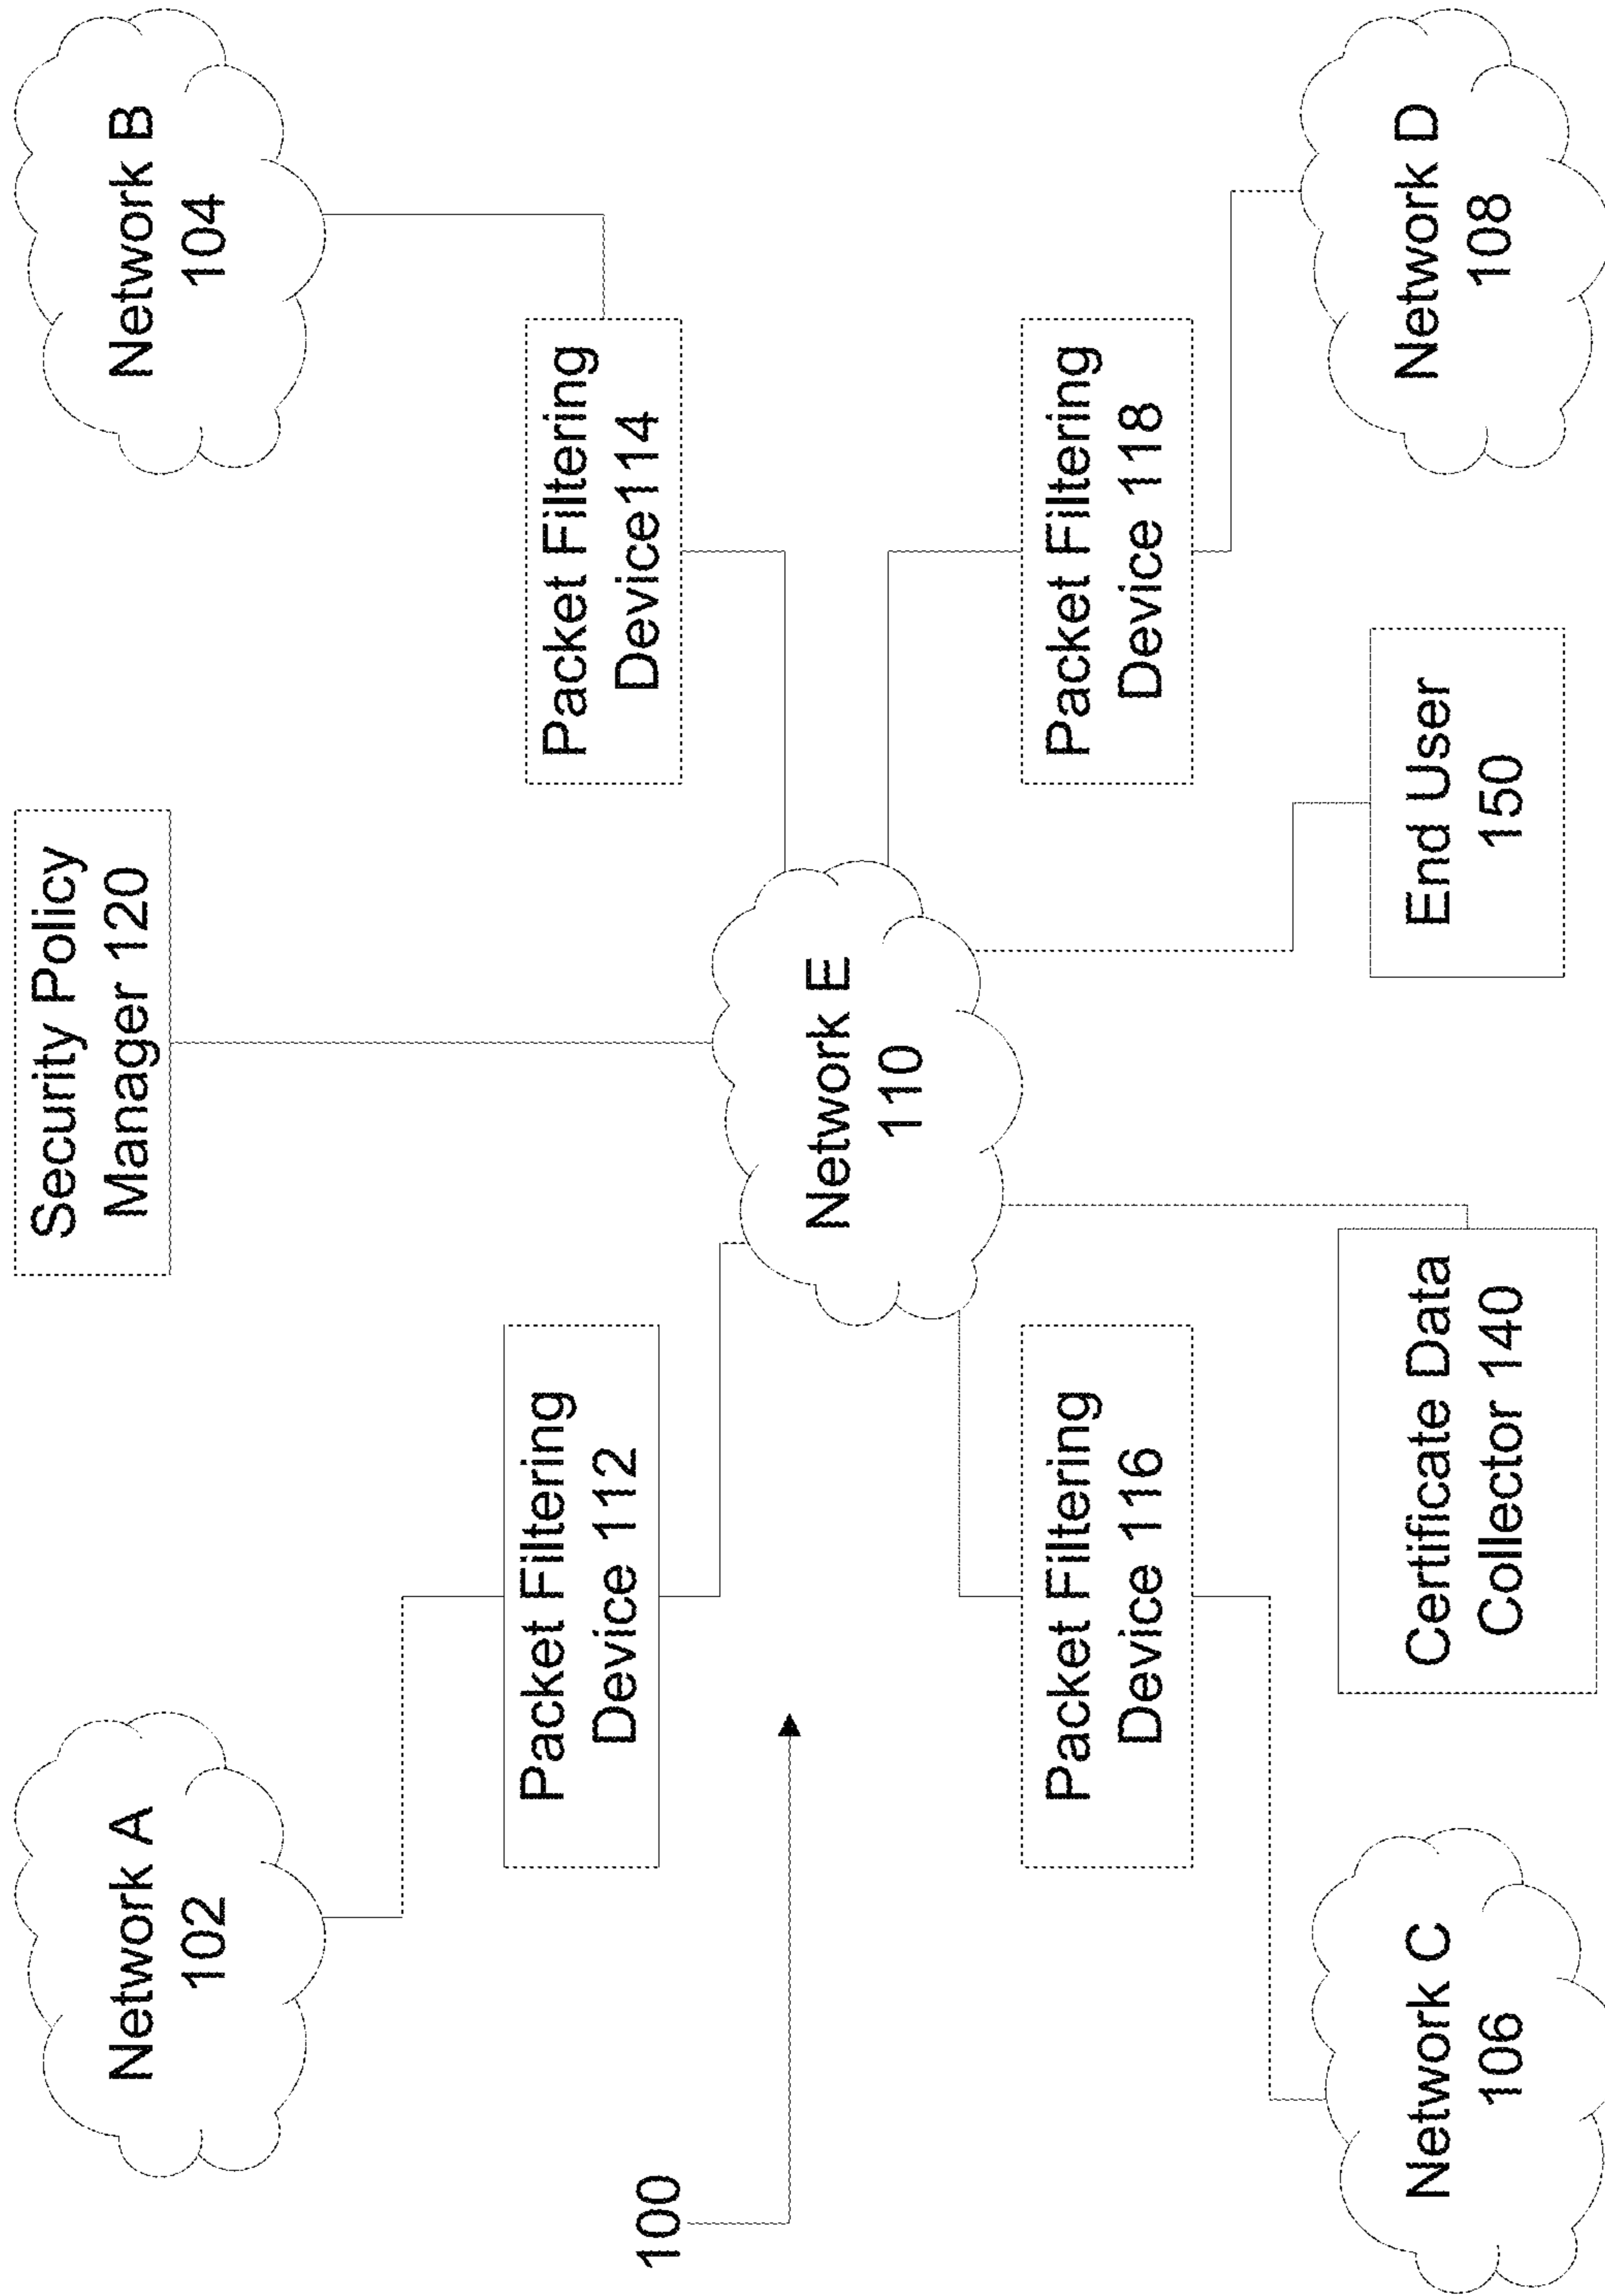 Network A
102
Security Policy
Manager 120
Network B
104
Packet Filtering
Device 112
Packet Filtering
Device114
100
Network E
110
Packet Filtering
Device 116
Packet Filtering
Device 118
Network C
106
Certificate Data
Collector 140
End User
150
Network D
108